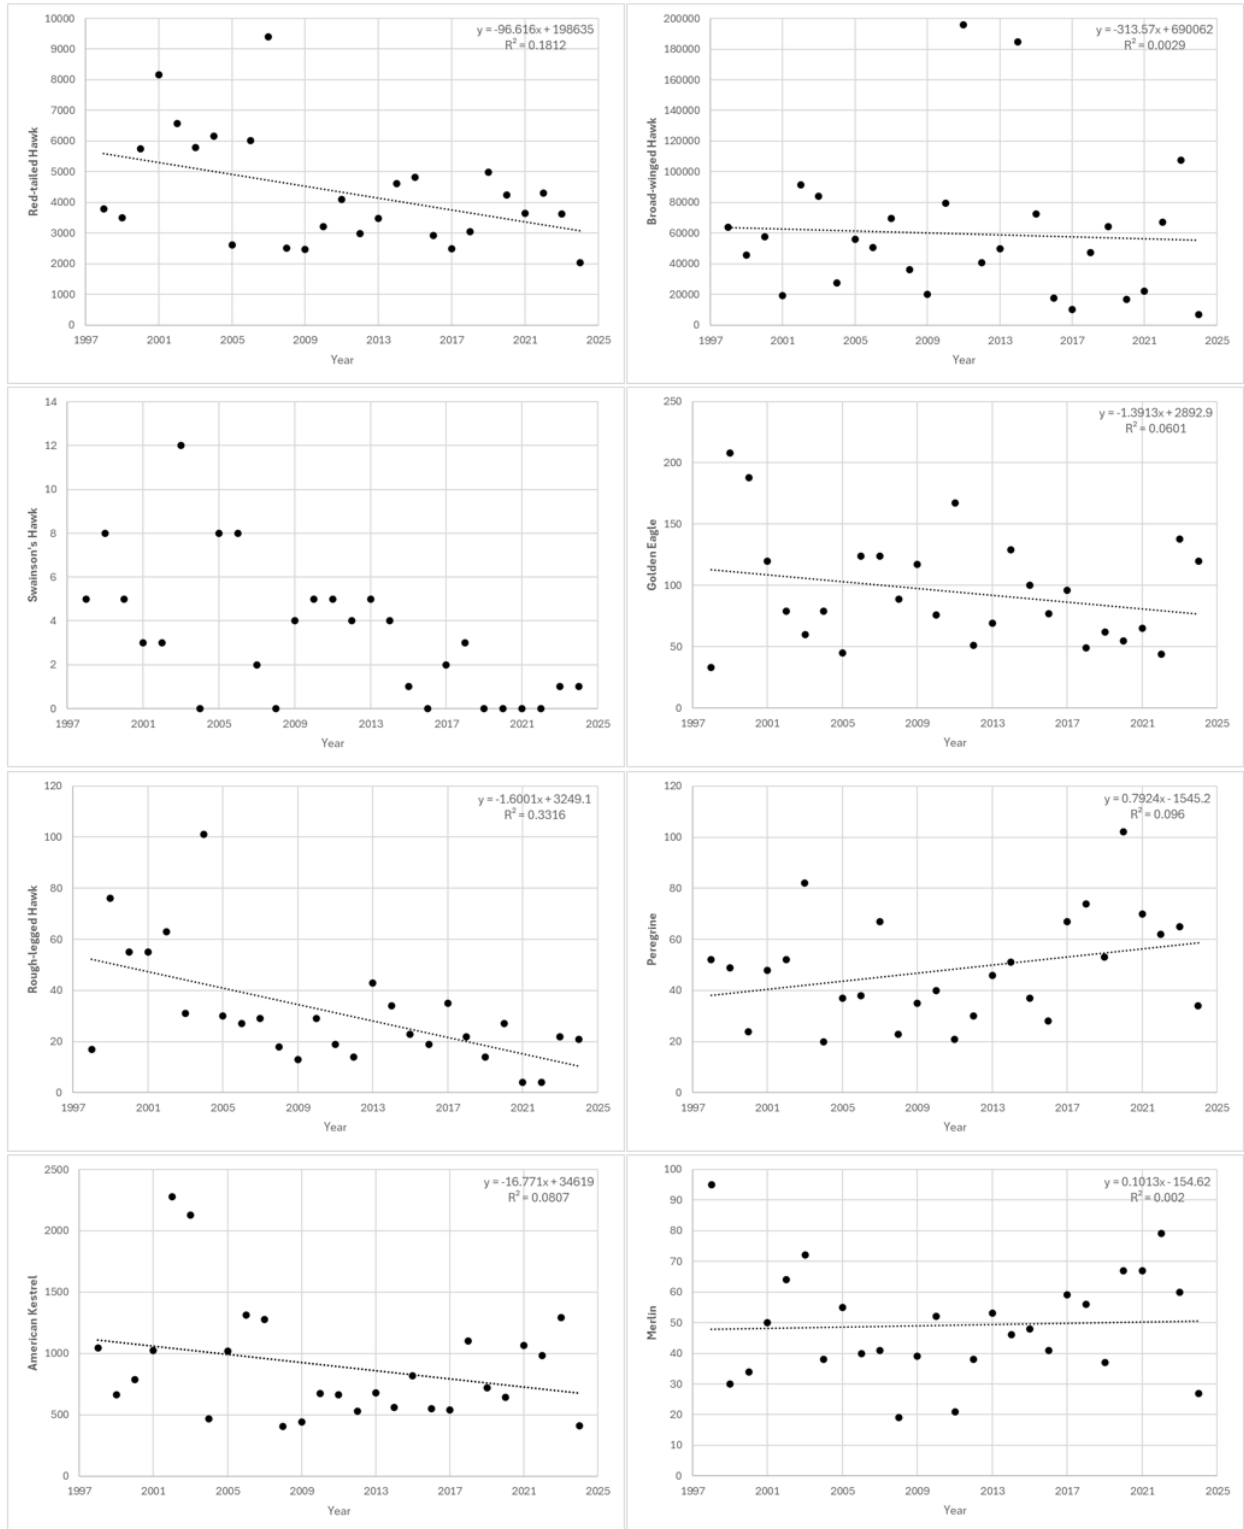 y = -96.616x + 198635
R² = 0.1812
10000
9000
8000
7000
6000
5000
4000
3000
2000
1000
0
Red-tailed Hawk
1997 2001 2005 2009 2013 2017 2021 2025
Year
y = -313.57x + 690062
R² = 0.0029
200000
180000
160000
140000
120000
100000
80000
60000
40000
20000
0
Broad-winged Hawk
1997 2001 2005 2009 2013 2017 2021 2025
Year
14
12
10
8
6
4
2
0
Swainson's Hawk
1997 2001 2005 2009 2013 2017 2021 2025
Year
y = -1.3913x + 2892.9
R² = 0.0601
250
200
150
100
50
0
Golden Eagle
1997 2001 2005 2009 2013 2017 2021 2025
Year
y = -1.6001x + 3249.1
R² = 0.3316
120
100
80
60
40
20
0
Rough-legged Hawk
1997 2001 2005 2009 2013 2017 2021 2025
Year
y = 0.7924x - 1545.2
R² = 0.096
120
100
80
60
40
20
0
Peregrine
1997 2001 2005 2009 2013 2017 2021 2025
Year
y = -16.771x + 34619
R² = 0.0807
2500
2000
1500
1000
500
0
American Kestrel
1997 2001 2005 2009 2013 2017 2021 2025
Year
y = 0.1013x - 154.62
R² = 0.002
100
90
80
70
60
50
40
30
20
10
0
Merlin
1997 2001 2005 2009 2013 2017 2021 2025
Year